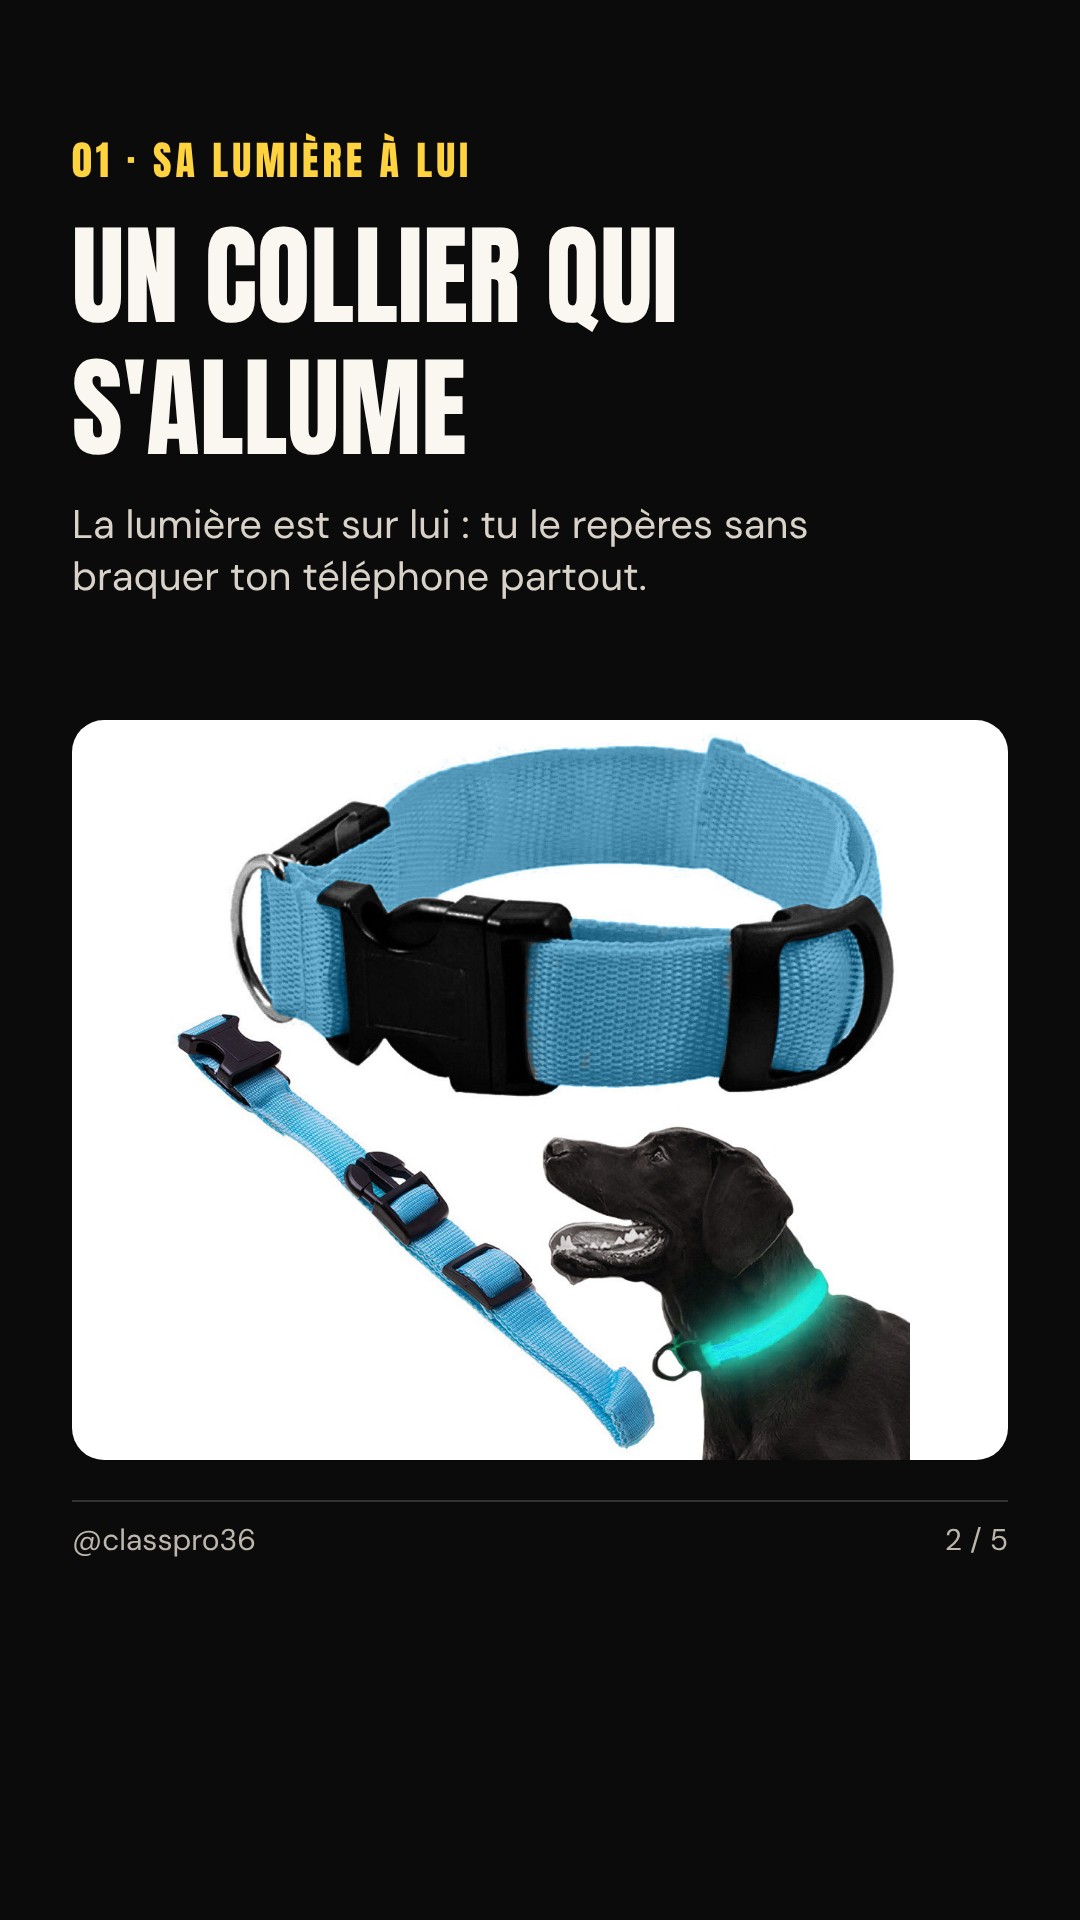 01 · SA LUMIÈRE À LUI
UN COLLIER QUI
S'ALLUME
La lumière est sur lui : tu le repères sans
braquer ton téléphone partout.
@classpro36
2 / 5